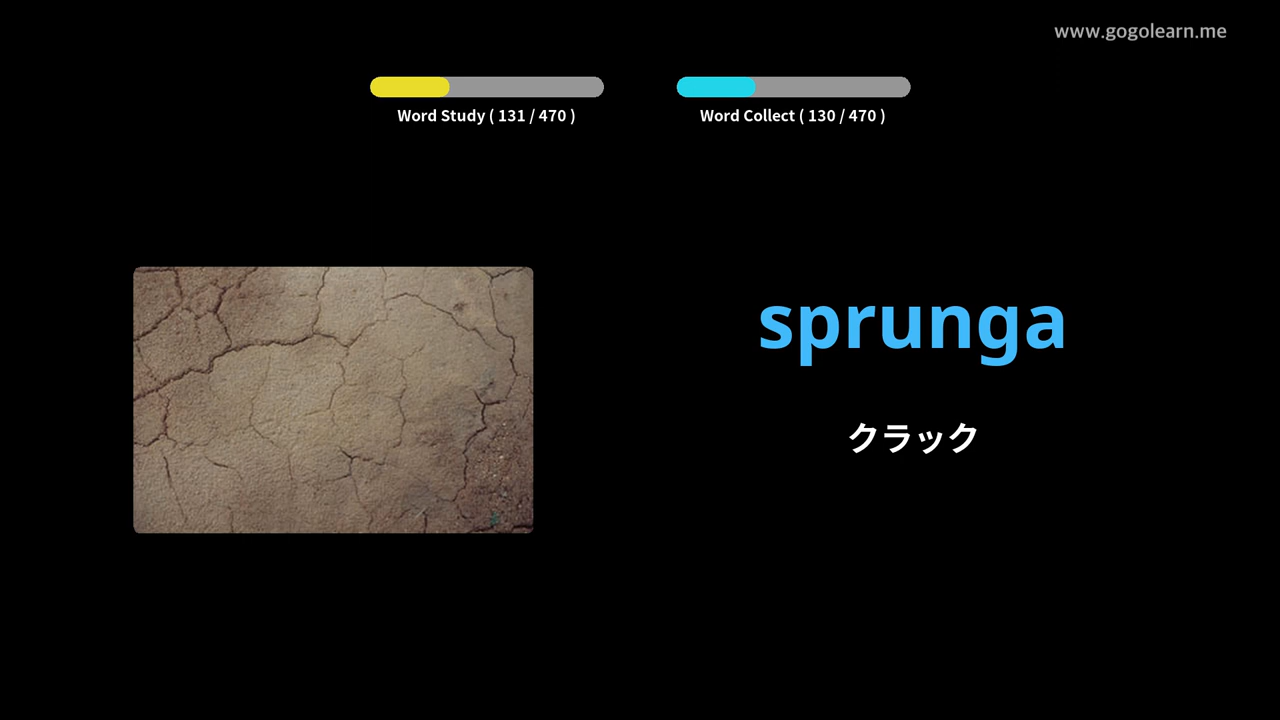 www.gogolearn.me
Word Study ( 131 / 470 )
Word Collect ( 130 / 470 )
sprunga
クラック